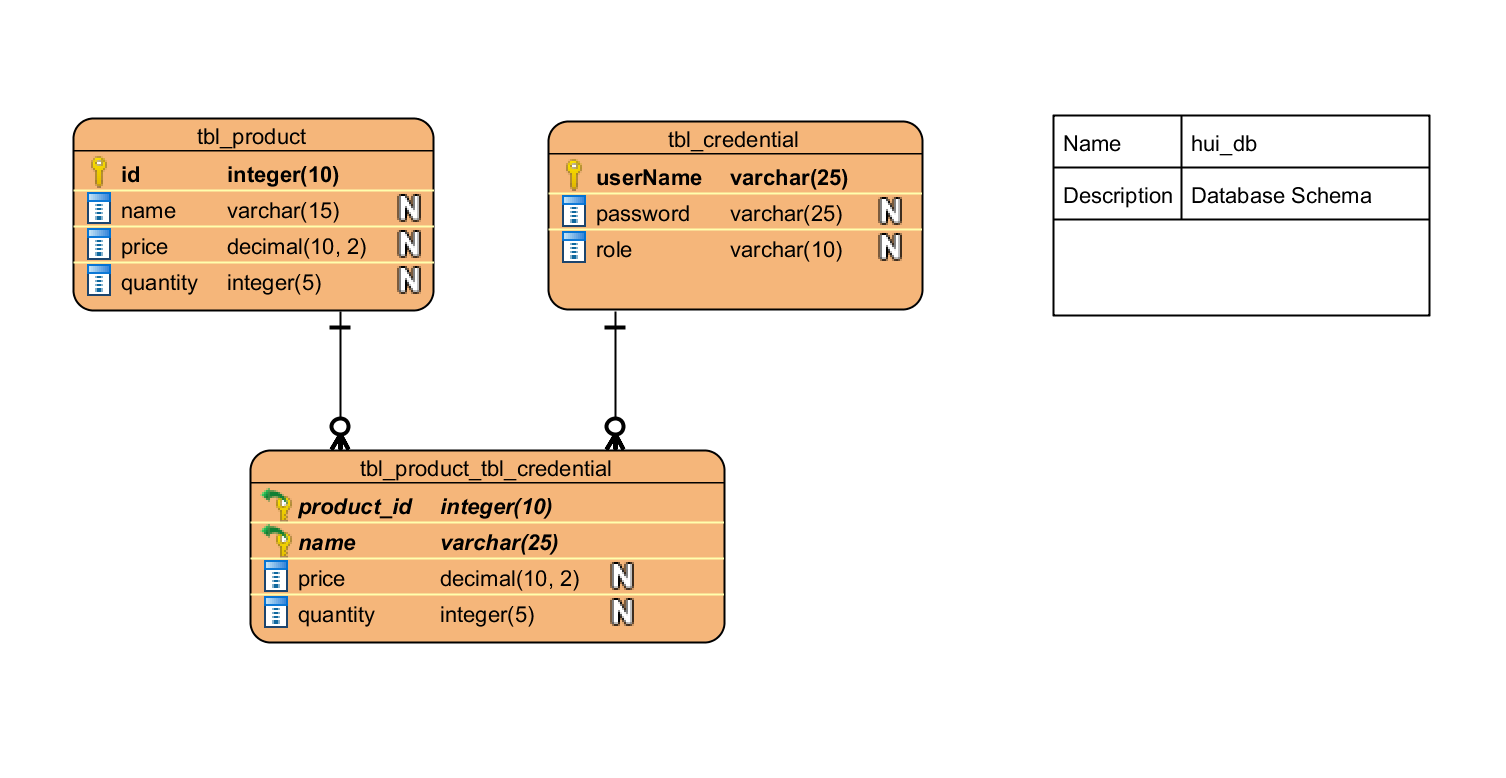 tbl_product
id integer(10)
name varchar(15) N
price decimal(10, 2) N
quantity integer(5) N
tbl_credential
userName varchar(25)
password varchar(25) N
role varchar(10) N
Name hui_db
Description Database Schema
tbl_product_tbl_credential
product_id integer(10)
name varchar(25)
price decimal(10, 2) N
quantity integer(5) N